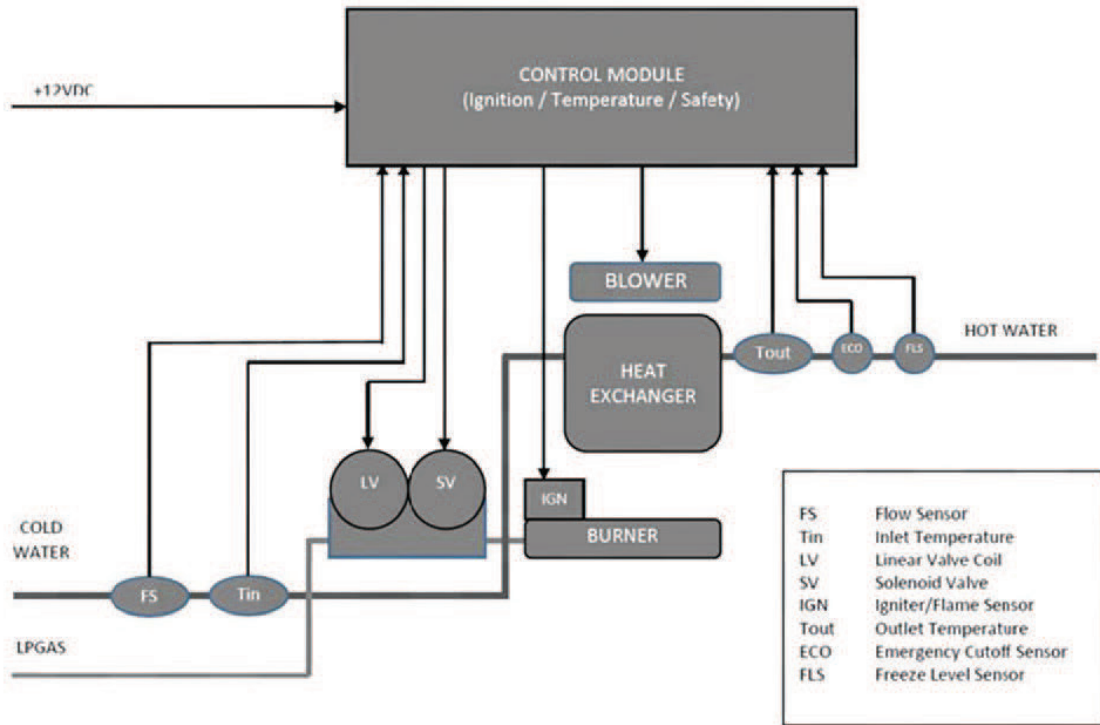 CONTROL MODULE
(Ignition / Temperature / Safety)
+12VDC
BLOWER
HOT WATER
Tout
ECO
FLS
HEAT
EXCHANGER
LV
SV
IGN
BURNER
COLD
WATER
FS
Tin
LPGAS
FS Flow Sensor
Tin Inlet Temperature
LV Linear Valve Coil
SV Solenoid Valve
IGN Igniter/Flame Sensor
Tout Outlet Temperature
ECO Emergency Cutoff Sensor
FLS Freeze Level Sensor